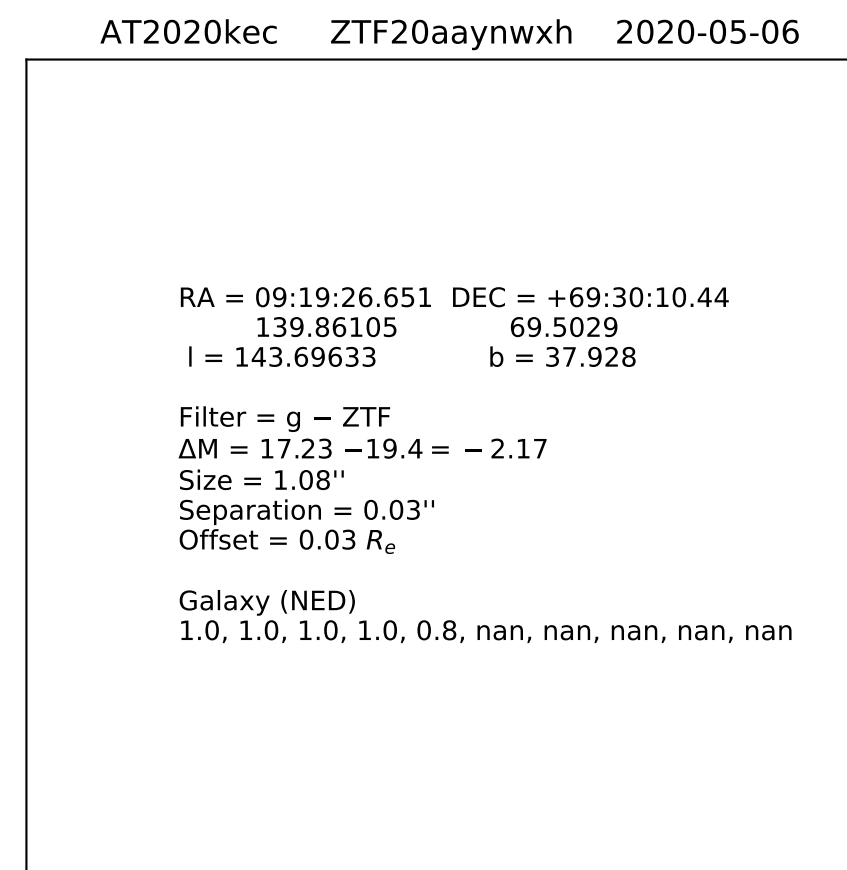 AT2020kec ZTF20aaynwxh 2020-05-06
RA = 09:19:26.651 DEC = +69:30:10.44
139.86105 69.5029
l = 143.69633 b = 37.928
Filter = g − ZTF
ΔM = 17.23 −19.4 = −2.17
Size = 1.08''
Separation = 0.03''
Offset = 0.03 Re
Galaxy (NED)
1.0, 1.0, 1.0, 1.0, 0.8, nan, nan, nan, nan, nan